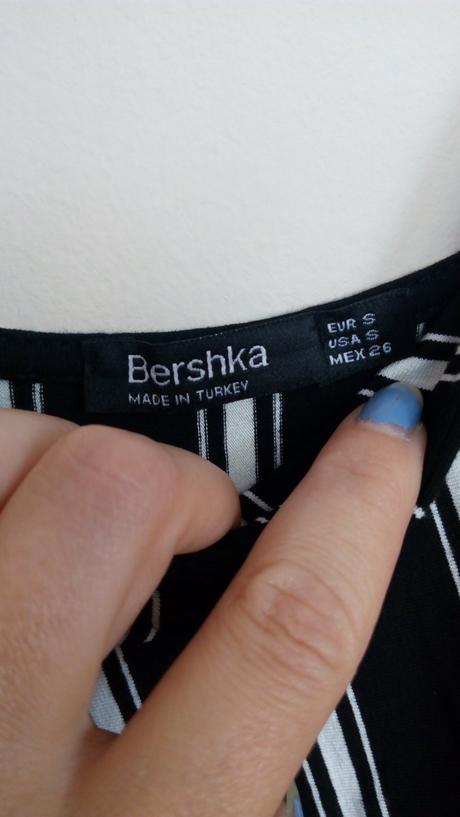 Bershka
MADE IN TURKEY
EUR S
USA S
MEX 26